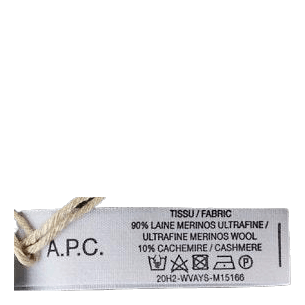 A.P.C.
TISSU / FABRIC
90% LAINE MERINOS ULTRAFINE /
ULTRAFINE MERINOS WOOL
10% CACHEMIRE / CASHMERE
20H2-WVAYS-M15166